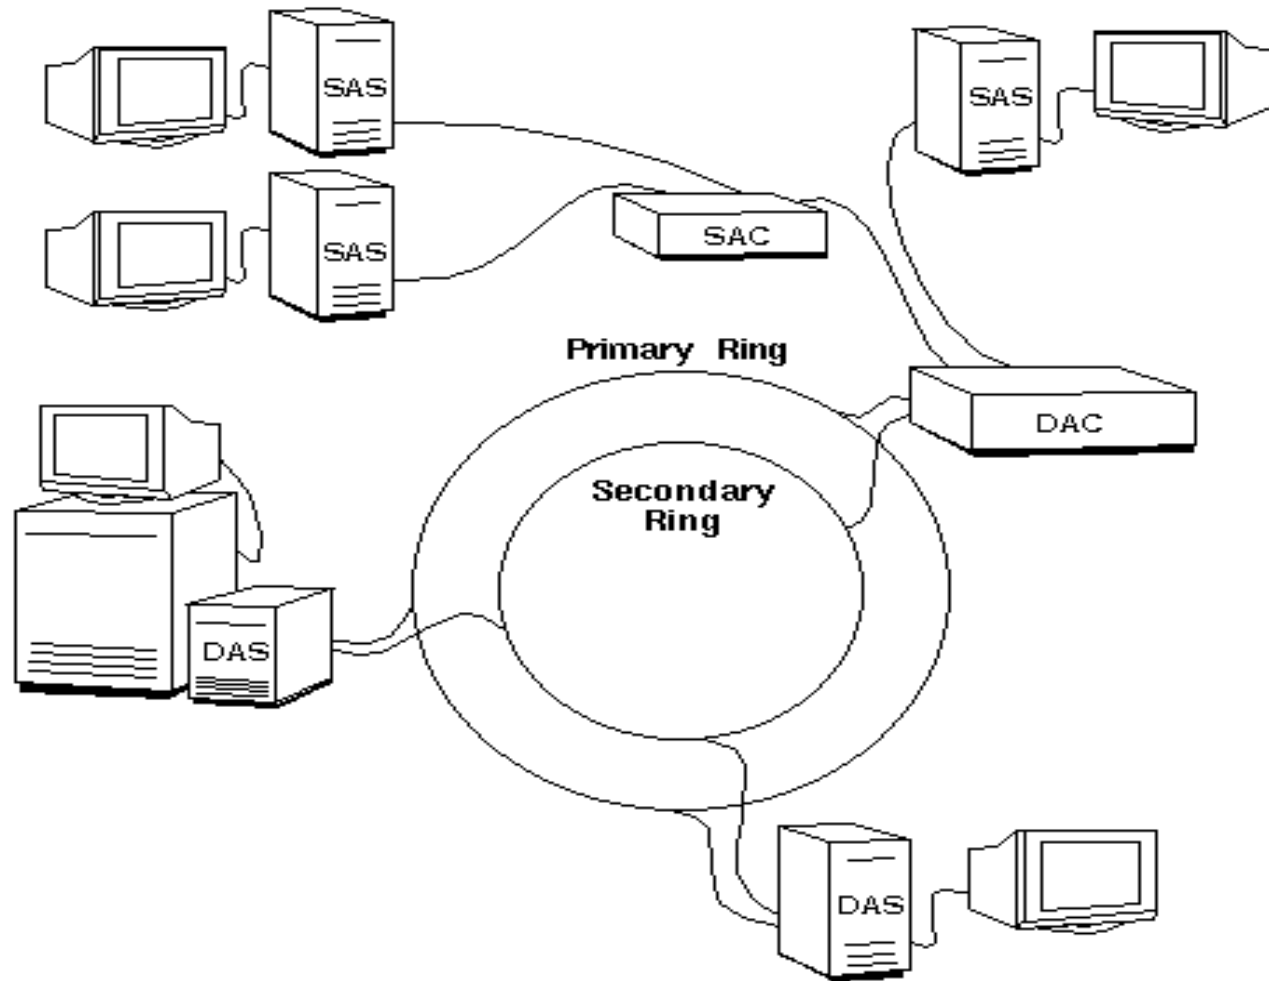 SAS
SAS
SAS
SAC
Primary Ring
DAC
Secondary
Ring
DAS
DAS